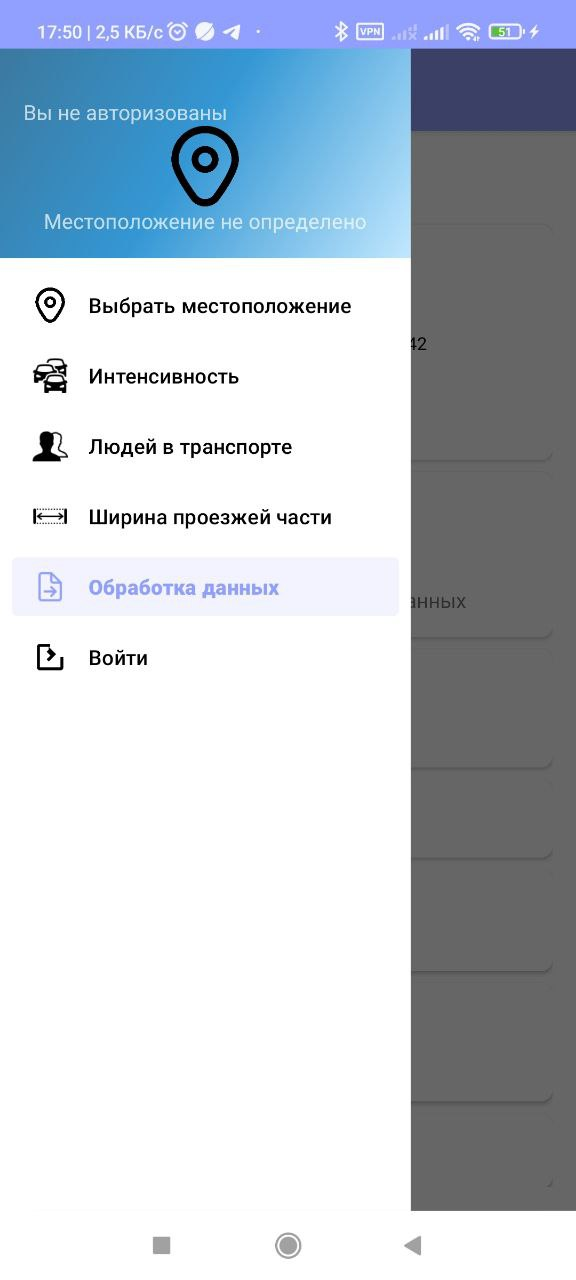 17:50 | 2,5 КБ/с
VPN
51
Вы не авторизованы
Местоположение не определено
Выбрать местоположение
42
Интенсивность
Людей в транспорте
Ширина проезжей части
Обработка данных
Войти